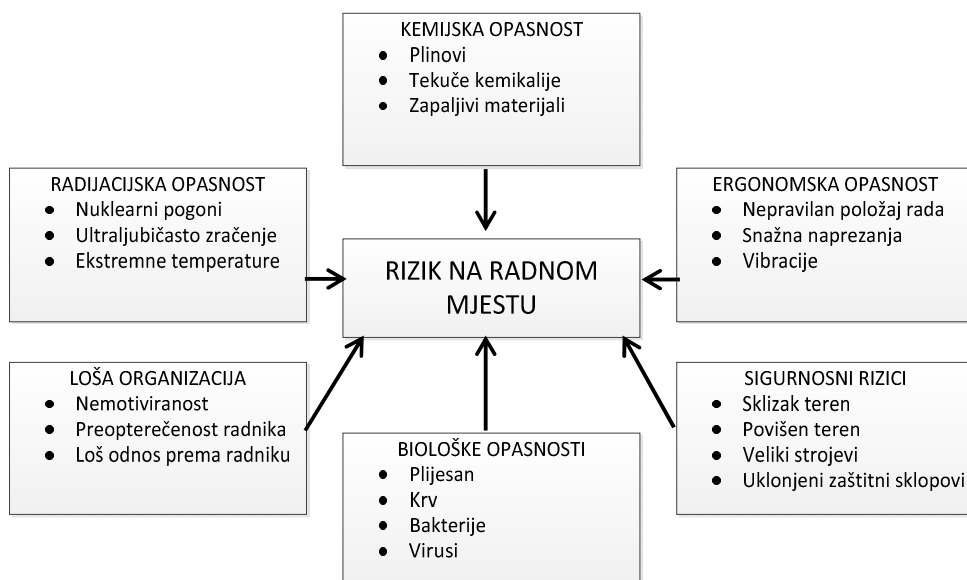 KEMIJSKA OPASNOST
• Plinovi
• Tekuče kemikalije
• Zapaljivi materijali
RADIJACIJSKA OPASNOST
• Nuklearni pogoni
• Ultraljubičasto zračenje
• Ekstremne temperature
ERGONOMSKA OPASNOST
• Nepravilan položaj rada
• Snažna naprezanja
• Vibracije
RIZIK NA RADNOM
MJESTU
LOŠA ORGANIZACIJA
• Nemotiviranost
• Preopterečenost radnika
• Loš odnos prema radniku
BIOLOŠKE OPASNOSTI
• Plijesan
• Krv
• Bakterije
• Virusi
SIGURNOSNI RIZICI
• Sklizak teren
• Povišen teren
• Veliki strojevi
• Uklonjeni zaštitni sklopovi